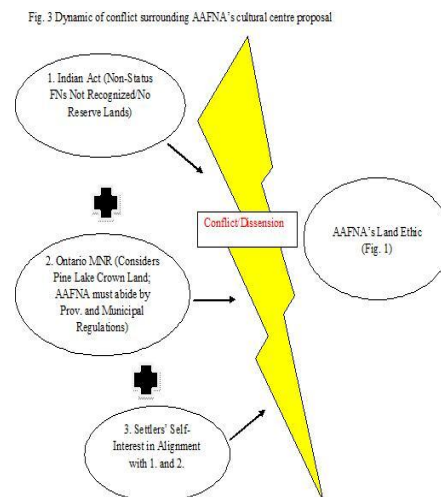 Fig. 3 Dynamic of conflict surrounding AAFNA's cultural centre proposal
1. Indian Act (Non-Status
FNs Not Recognized/No
Reserve Lands)
Conflict/Dissension
AAFNA's Land Ethic
(Fig. 1)
2. Ontario MNR (Considers
Pine Lake Crown Land;
AAFNA must abide by
Prov. and Municipal
Regulations)
3. Settlers' Self-
Interest in Alignment
with 1. and 2.